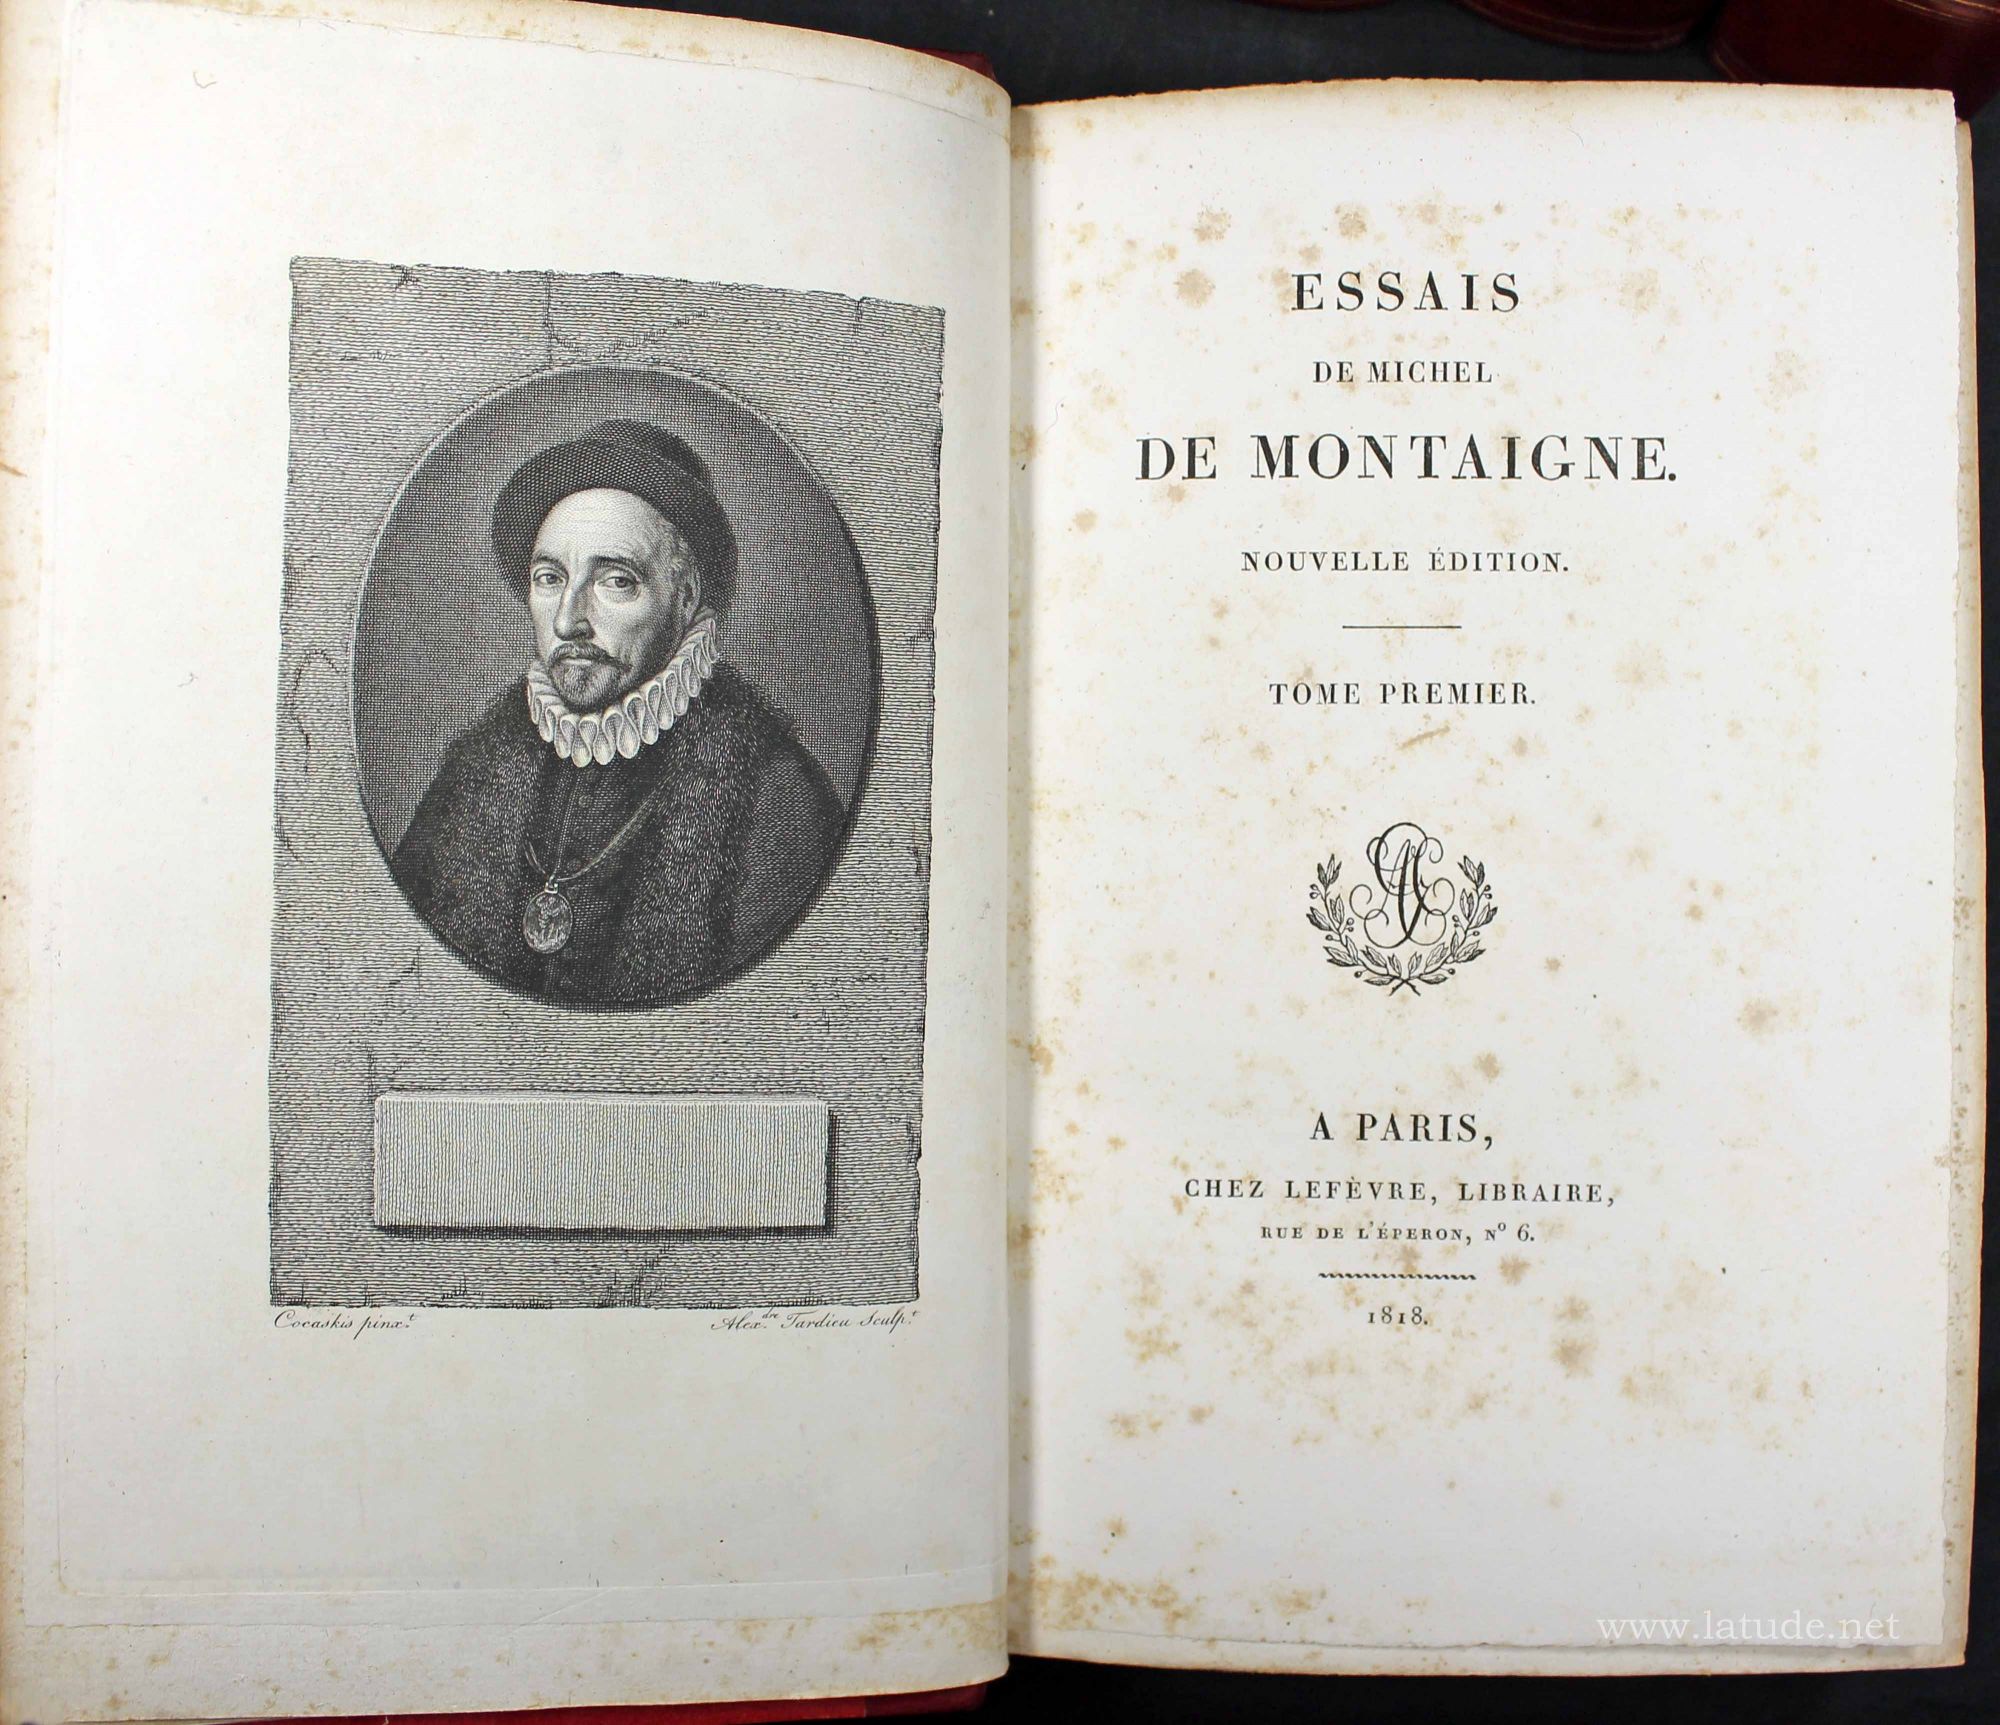 Cocaskis pinx.t
Alex.dre Tardieu Sculp.t
ESSAIS
DE MICHEL
DE MONTAIGNE.
NOUVELLE ÉDITION.
TOME PREMIER.
A PARIS,
CHEZ LEFÈVRE, LIBRAIRE,
RUE DE L'ÉPERON, Nº 6.
1818.
www.latude.net